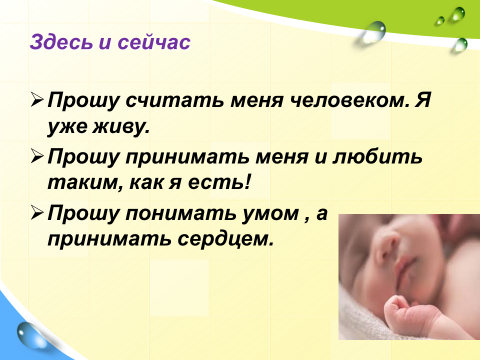 Здесь и сейчас
Прошу считать меня человеком. Я
уже живу.
Прошу принимать меня и любить
таким, как я есть!
Прошу понимать умом , а
принимать сердцем.